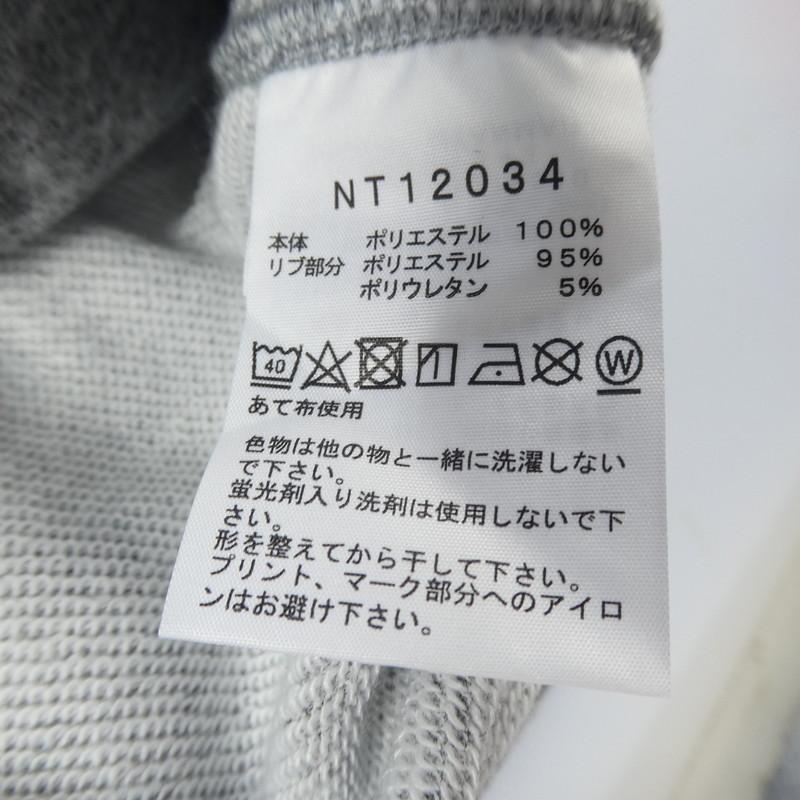 NT12034
本体 ポリエステル 100%
リブ部分 ポリエステル 95%
ポリウレタン 5%
40 W
あて布使用
色物は他の物と一緒に洗濯しない
で下さい。
蛍光剤入り洗剤は使用しないで下
さい。
形を整えてから干して下さい。
プリント、マーク部分へのアイロ
ンはお避け下さい。